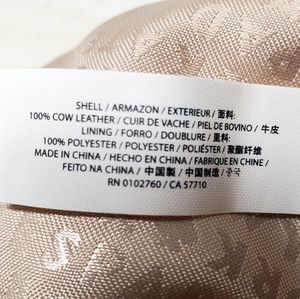 SHELL / ARMAZON / EXTERIEUR / 面料:
100% COW LEATHER / CUIR DE VACHE / PIEL DE BOVINO / 牛皮
LINING / FORRO / DOUBLURE / 里料:
100% POLYESTER / POLYESTER / POLIÉSTER / 聚酯纤维
MADE IN CHINA / HECHO EN CHINA / FABRIQUE EN CHINE /
FEITO NA CHINA / 中国製 / 中国制造 / 중국
RN 0102760 / CA 57710